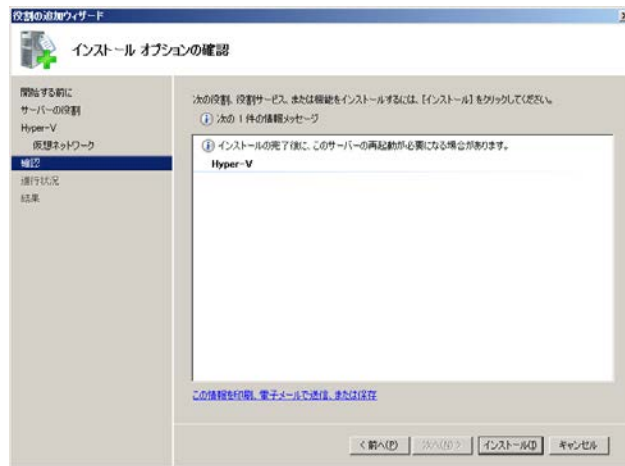 役割の追加ウィザード
インストール オプションの確認
開始する前に
サーバーの役割
Hyper-V
仮想ネットワーク
確認
進行状況
結果
次の役割、役割サービス、または機能をインストールするには、[インストール] をクリックしてください。
次の 1 件の情報メッセージ
インストールの完了後に、このサーバーの再起動が必要になる場合があります。
Hyper-V
この情報を印刷、電子メールで送信、または保存
< 前へ(P) 次へ(N) > インストール(I) キャンセル